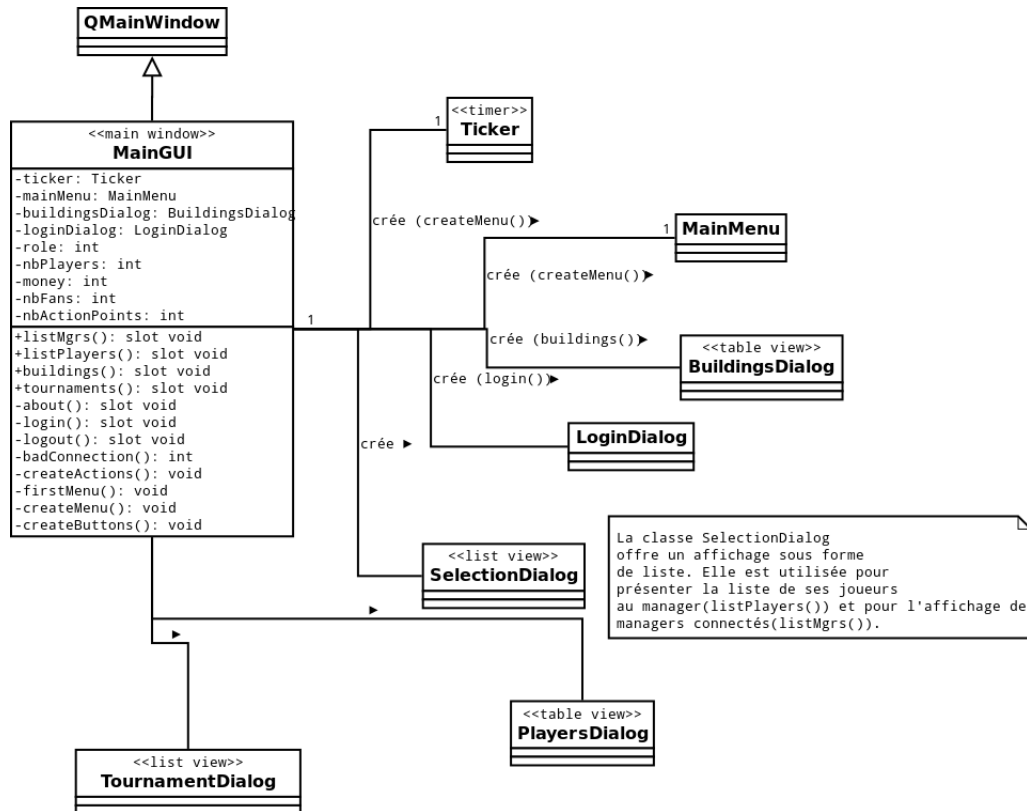 QMainWindow
<<main window>>
MainGUI
-ticker: Ticker
-mainMenu: MainMenu
-buildingsDialog: BuildingsDialog
-loginDialog: LoginDialog
-role: int
-nbPlayers: int
-money: int
-nbFans: int
-nbActionPoints: int
+listMgrs(): slot void
+listPlayers(): slot void
+buildings(): slot void
+tournaments(): slot void
-about(): slot void
-login(): slot void
-logout(): slot void
-badConnection(): int
-createActions(): void
-firstMenu(): void
-createMenu(): void
-createButtons(): void
1
1
<<timer>>
Ticker
crée (createMenu())
1
MainMenu
crée (createMenu())
crée (buildings())
<<table view>>
BuildingsDialog
crée (login())
LoginDialog
crée
<<list view>>
SelectionDialog
La classe SelectionDialog
offre un affichage sous forme
de liste. Elle est utilisée pour
présenter la liste de ses joueurs
au manager(listPlayers()) et pour l'affichage de
managers connectés(listMgrs()).
<<table view>>
PlayersDialog
<<list view>>
TournamentDialog